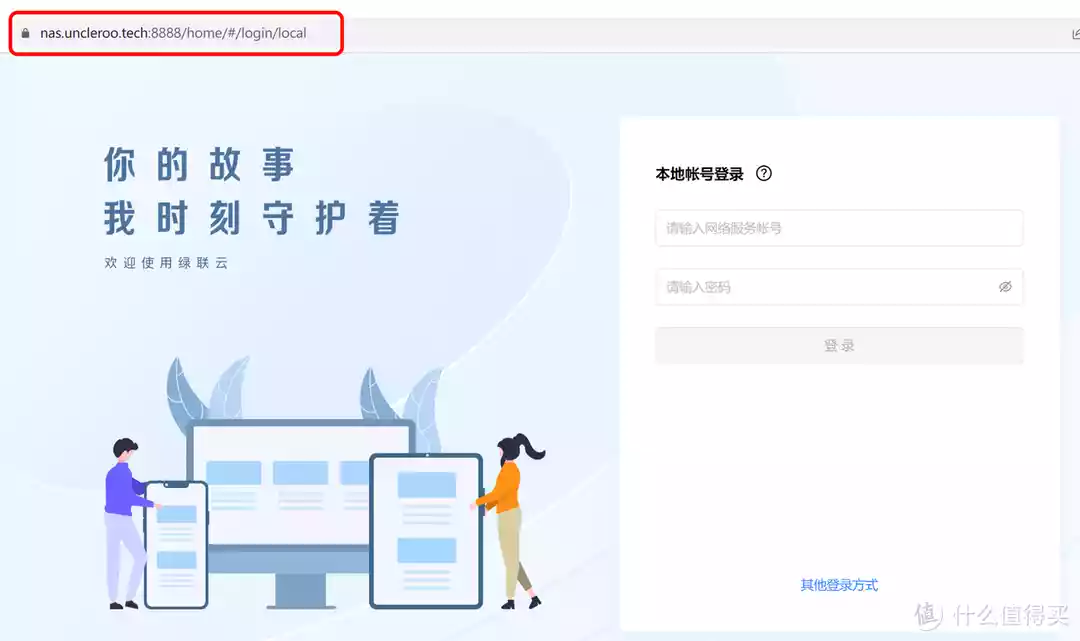 nas.uncleroo.tech:8888/home/#/login/local
你的故事
我时刻守护着
欢迎使用绿联云
本地帐号登录
请输入网络服务帐号
请输入密码
登录
其他登录方式
值 什么值得买